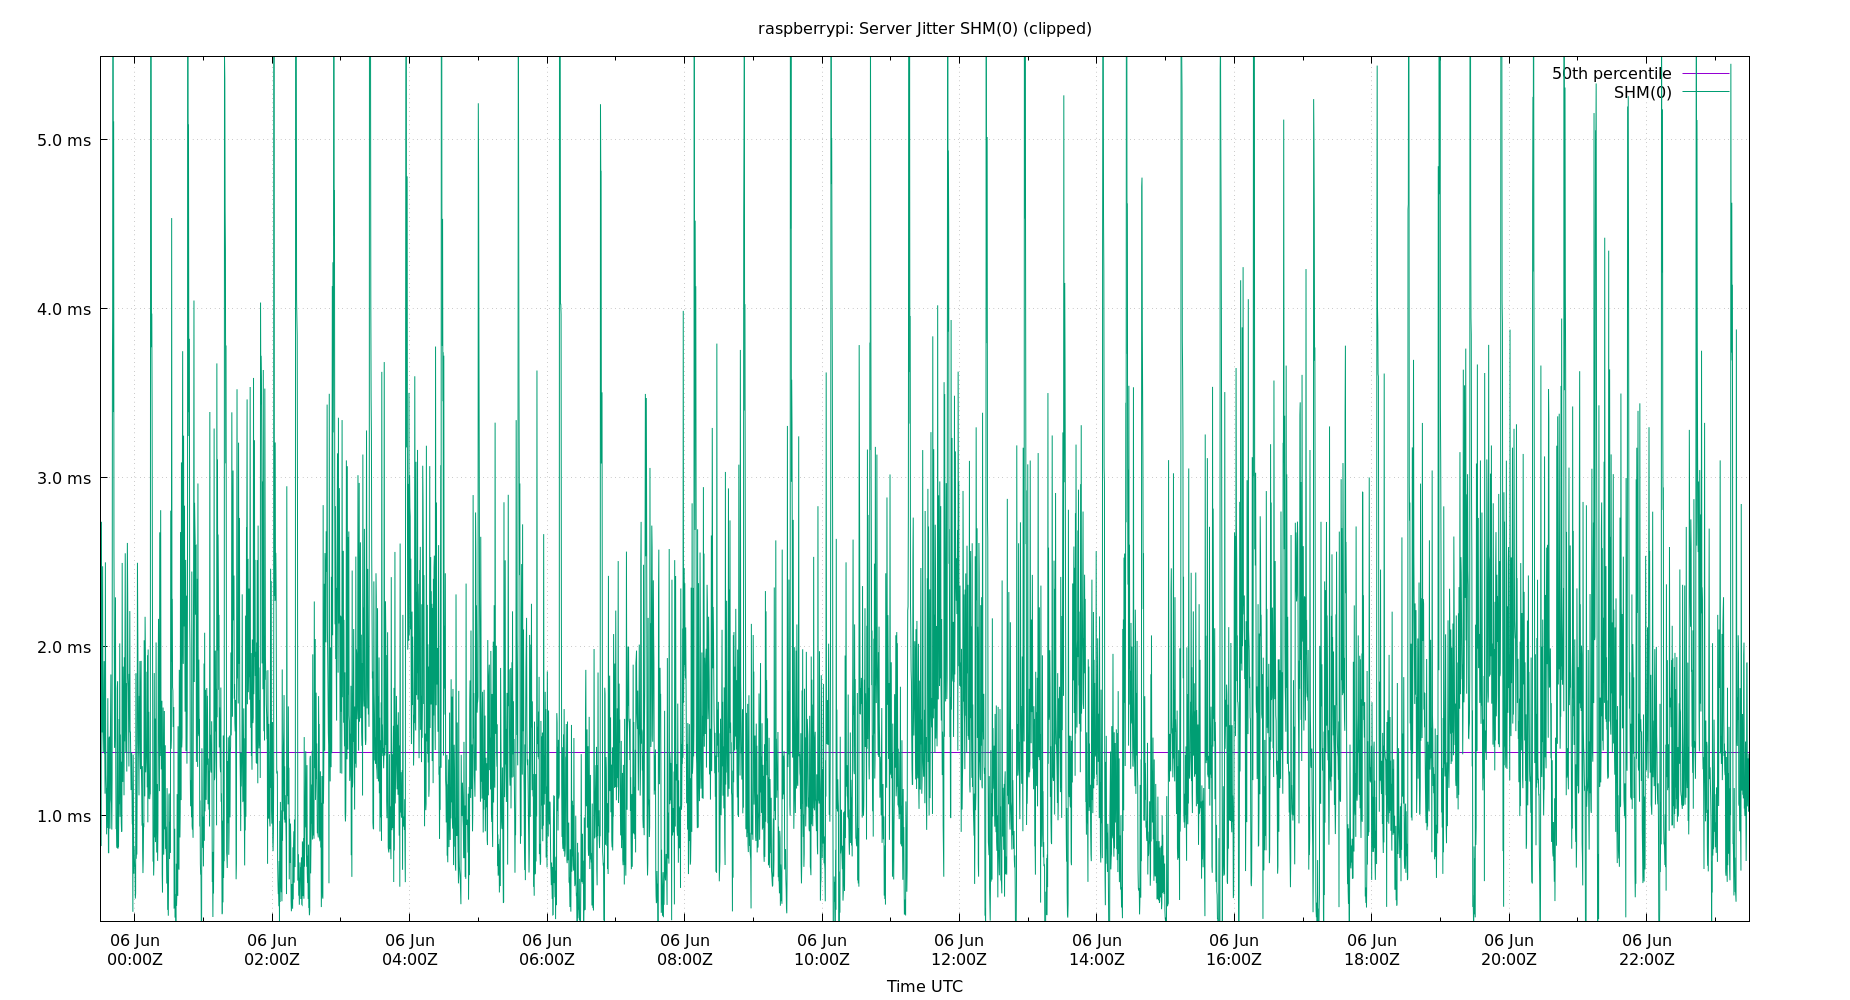 raspberrypi: Server Jitter SHM(0) (clipped)
50th percentile
SHM(0)
5.0 ms
4.0 ms
3.0 ms
2.0 ms
1.0 ms
06 Jun 06 Jun 06 Jun 06 Jun 06 Jun 06 Jun 06 Jun 06 Jun 06 Jun 06 Jun 06 Jun 06 Jun
00:00Z 02:00Z 04:00Z 06:00Z 08:00Z 10:00Z 12:00Z 14:00Z 16:00Z 18:00Z 20:00Z 22:00Z
Time UTC